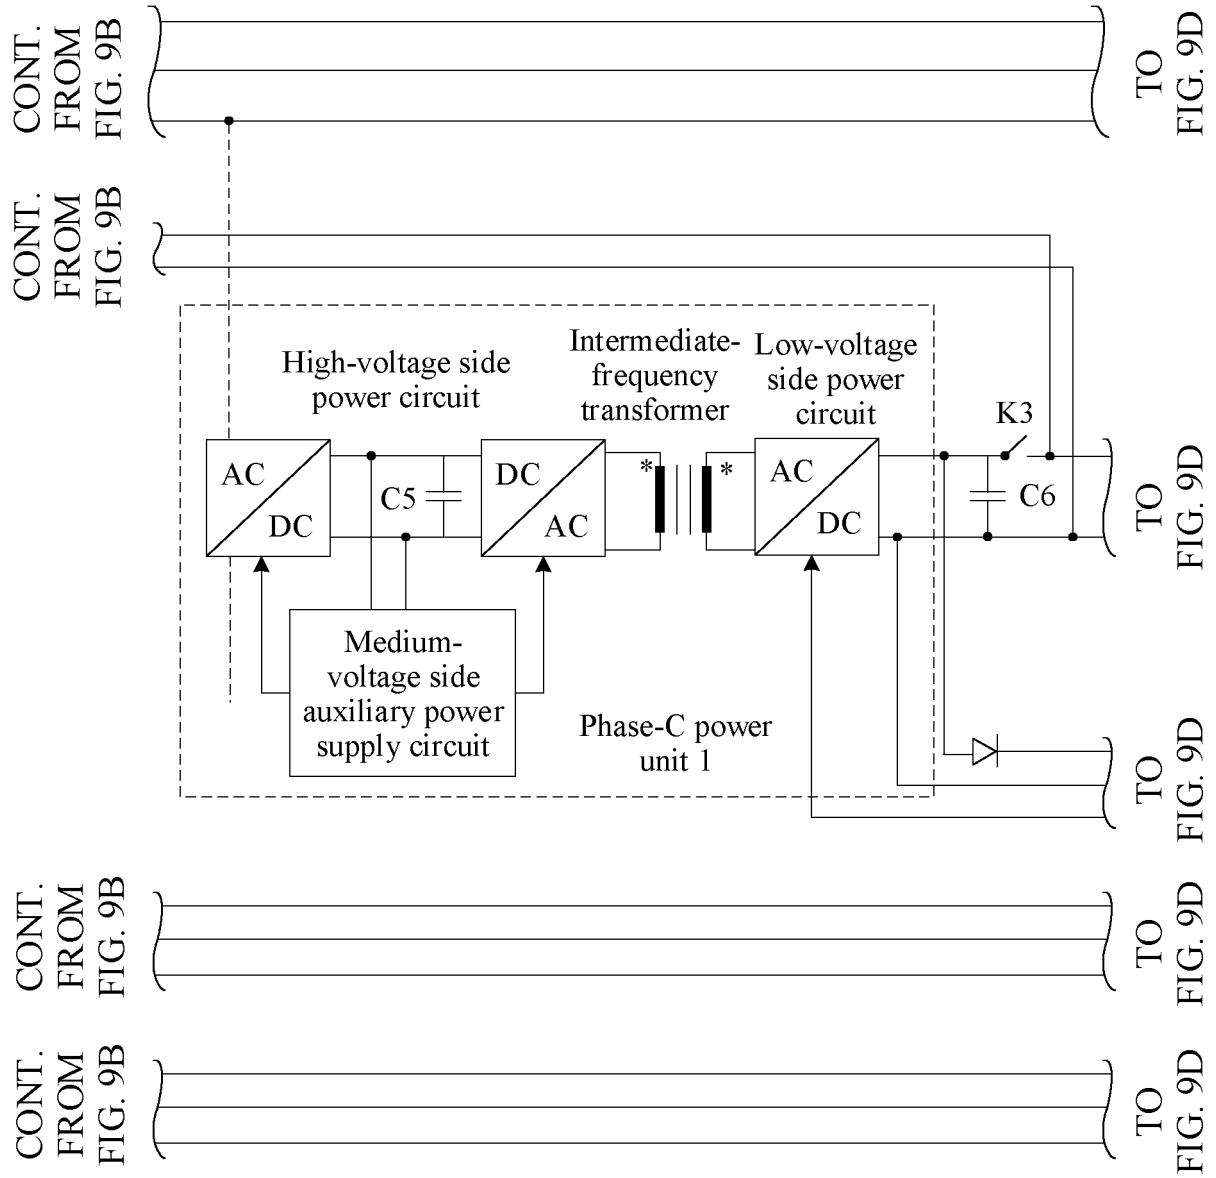 CONT.
FROM
FIG. 9B
TO
FIG. 9D
CONT.
FROM
FIG. 9B
High-voltage side
power circuit
Intermediate-
frequency
transformer
Low-voltage
side power
circuit
K3
AC
DC
C5
DC
AC
*
*
AC
DC
C6
TO
FIG. 9D
Medium-
voltage side
auxiliary power
supply circuit
Phase-C power
unit 1
TO
FIG. 9D
CONT.
FROM
FIG. 9B
TO
FIG. 9D
CONT.
FROM
FIG. 9B
TO
FIG. 9D